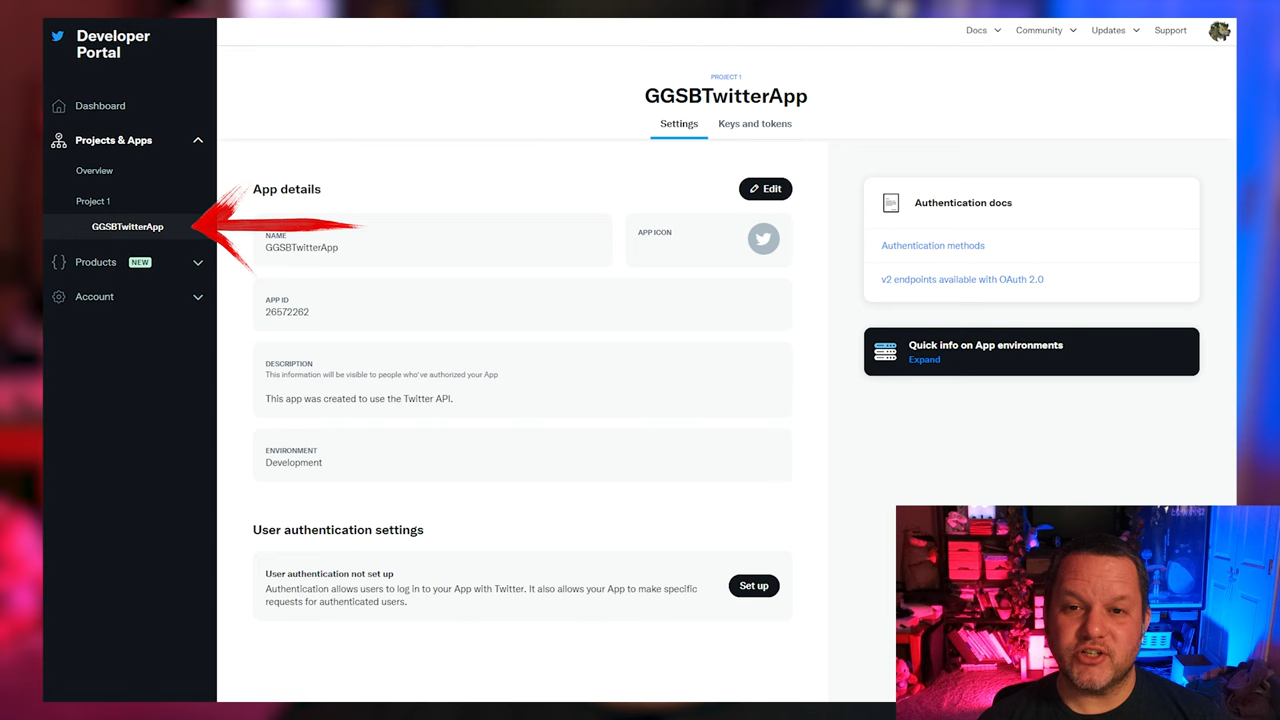 Developer
Portal
Docs
Community
Updates
Support
Dashboard
Projects & Apps
Overview
Project 1
GGSBTwitterApp
Products NEW
Account
PROJECT 1
GGSBTwitterApp
Settings
Keys and tokens
App details
Edit
NAME
GGSBTwitterApp
APP ICON
APP ID
26572262
DESCRIPTION
This information will be visible to people who've authorized your App
This app was created to use the Twitter API.
ENVIRONMENT
Development
User authentication settings
User authentication not set up
Authentication allows users to log in to your App with Twitter. It also allows your App to make specific
requests for authenticated users.
Set up
Authentication docs
Authentication methods
v2 endpoints available with OAuth 2.0
Quick info on App environments
Expand